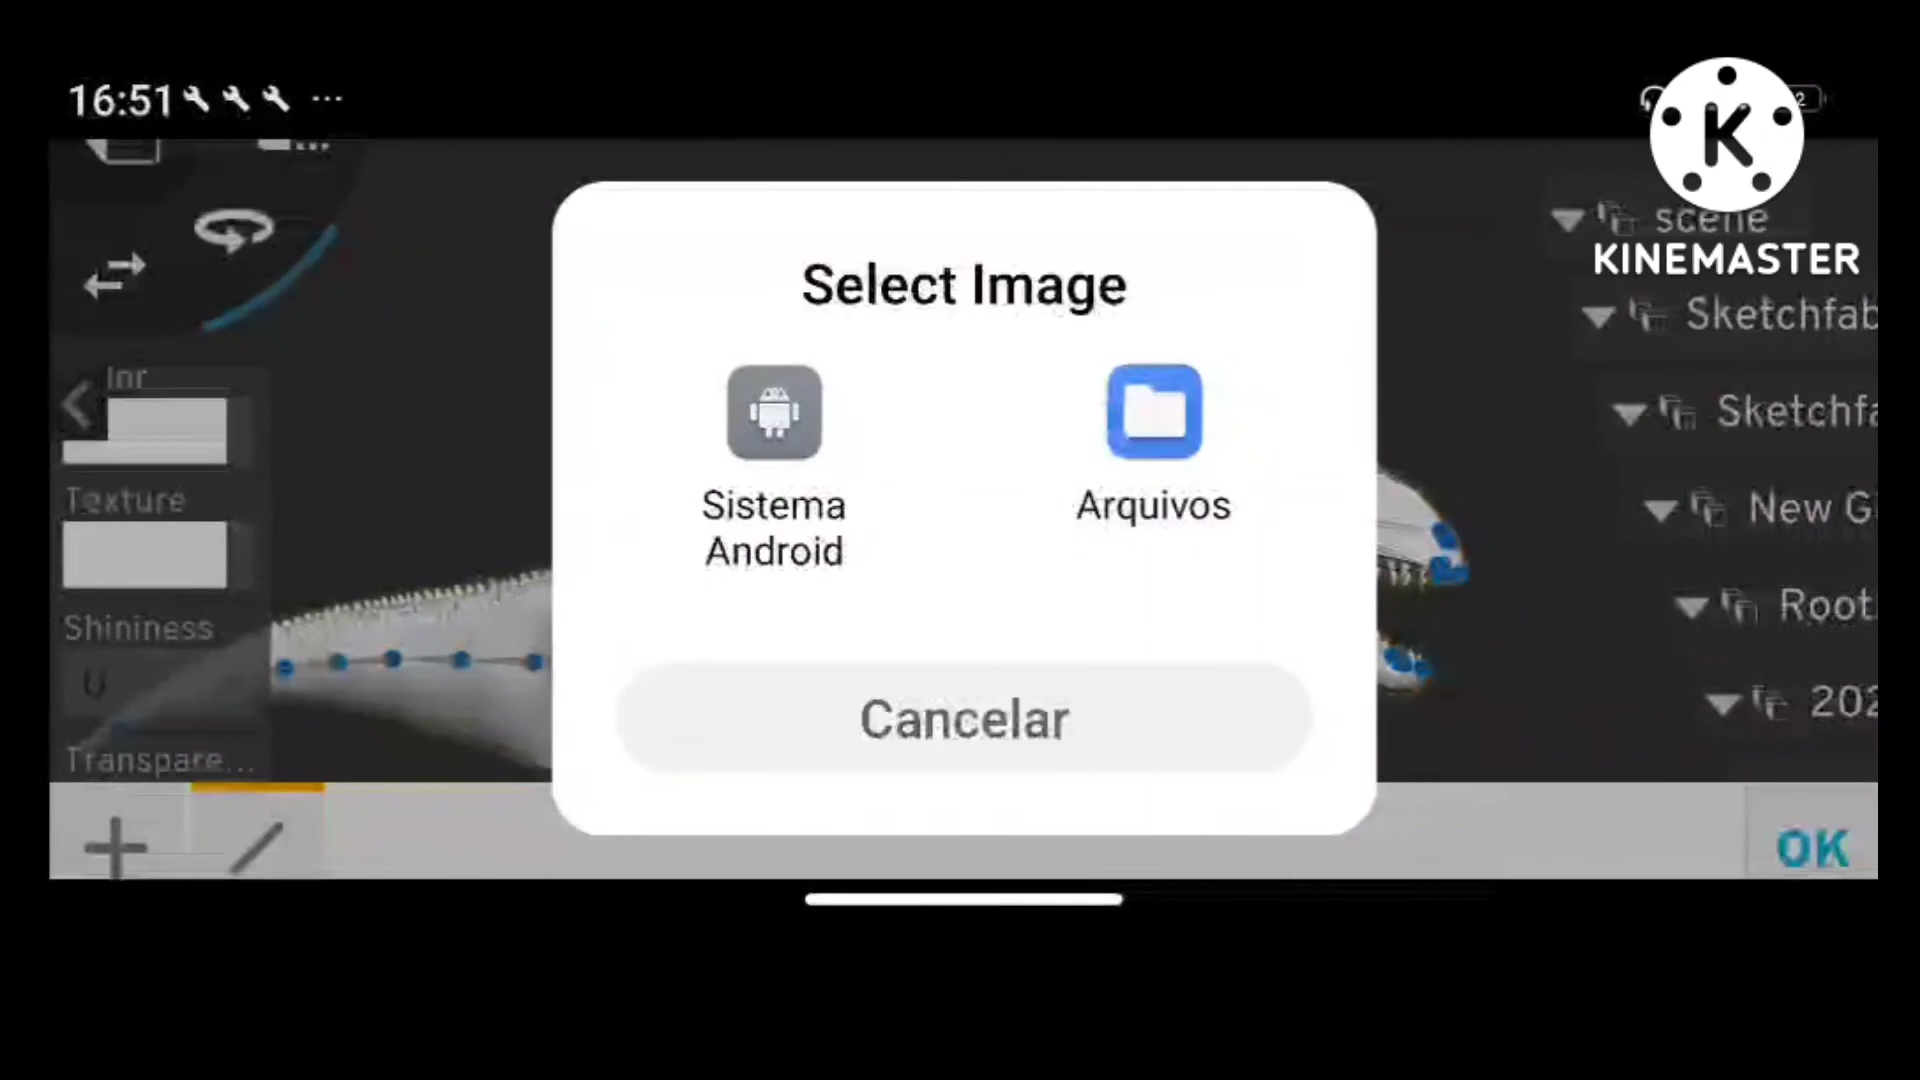 16:51
K
KINEMASTER
scene
Sketchfab
Sketchfa
New G
Root
202
Select Image
Sistema
Android
Arquivos
Cancelar
Texture
Shininess
Transpare...
OK